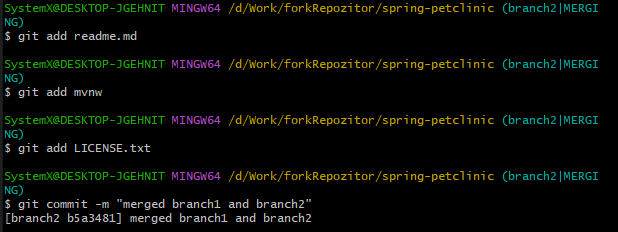 SystemX@DESKTOP-JGEHNIT MINGW64 /d/Work/forkRepozitor/spring-petclinic (branch2|MERGI
NG)
$ git add readme.md
SystemX@DESKTOP-JGEHNIT MINGW64 /d/Work/forkRepozitor/spring-petclinic (branch2|MERGI
NG)
$ git add mvnw
SystemX@DESKTOP-JGEHNIT MINGW64 /d/Work/forkRepozitor/spring-petclinic (branch2|MERGI
NG)
$ git add LICENSE.txt
SystemX@DESKTOP-JGEHNIT MINGW64 /d/Work/forkRepozitor/spring-petclinic (branch2|MERGI
NG)
$ git commit -m "merged branch1 and branch2"
[branch2 b5a3481] merged branch1 and branch2